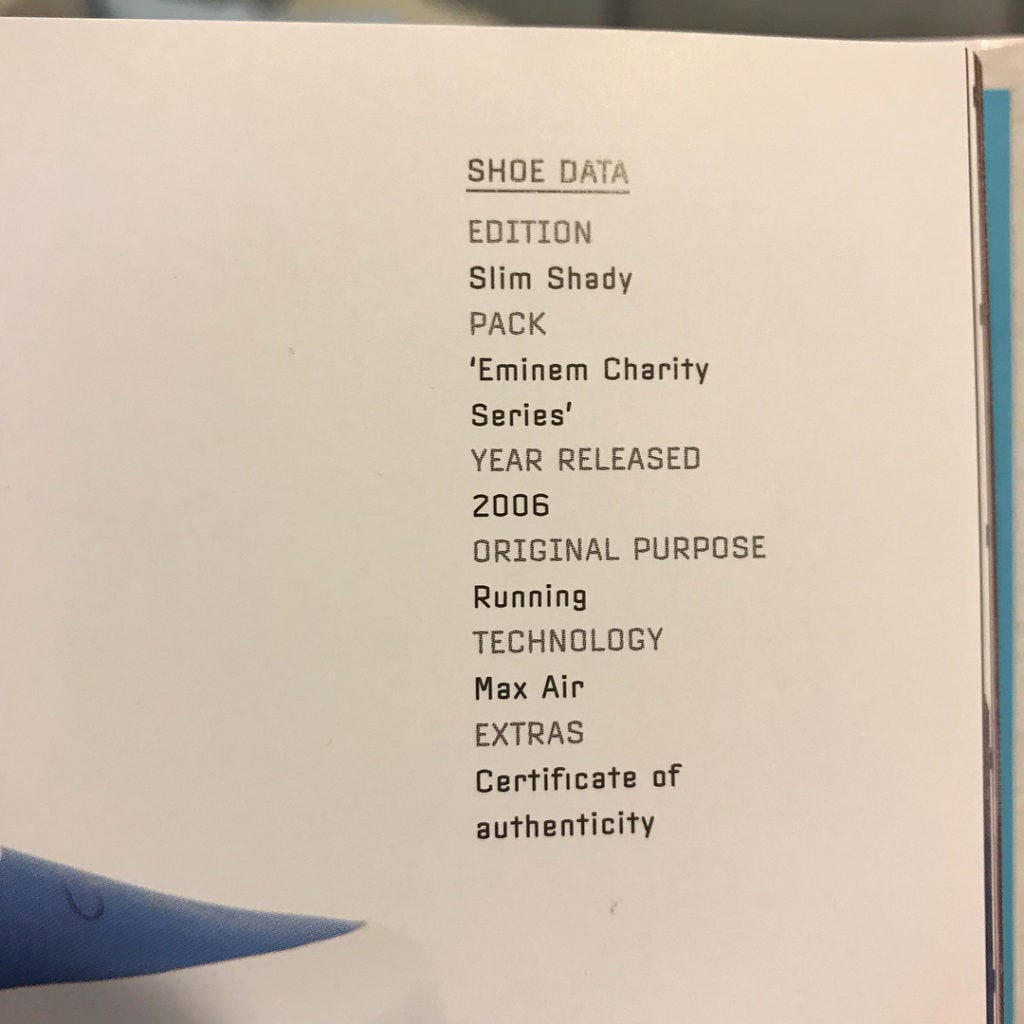 SHOE DATA
EDITION
Slim Shady
PACK
‘Eminem Charity
Series’
YEAR RELEASED
2006
ORIGINAL PURPOSE
Running
TECHNOLOGY
Max Air
EXTRAS
Certificate of
authenticity